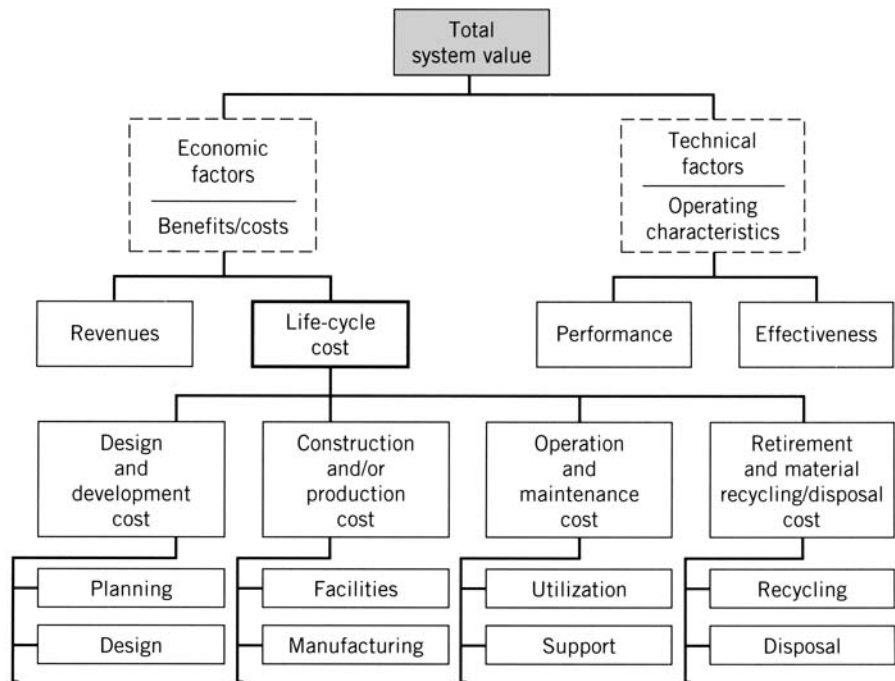 Total
system value
Economic
factors
Benefits/costs
Technical
factors
Operating
characteristics
Revenues
Life-cycle
cost
Performance
Effectiveness
Design
and
development
cost
Construction
and/or
production
cost
Operation
and
maintenance
cost
Retirement
and material
recycling/disposal
cost
Planning
Facilities
Utilization
Recycling
Design
Manufacturing
Support
Disposal